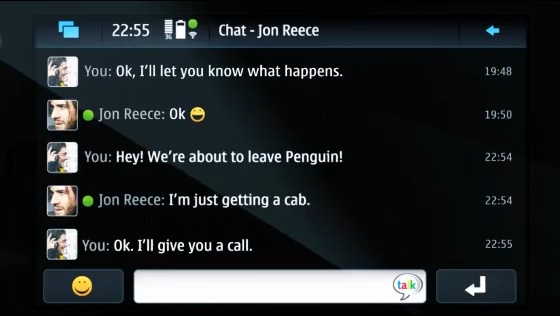 22:55 3G Chat - Jon Reece
You: Ok, I'll let you know what happens. 19:48
Jon Reece: Ok 19:50
You: Hey! We're about to leave Penguin! 22:54
Jon Reece: I'm just getting a cab. 22:54
You: Ok. I'll give you a call. 22:55
talk